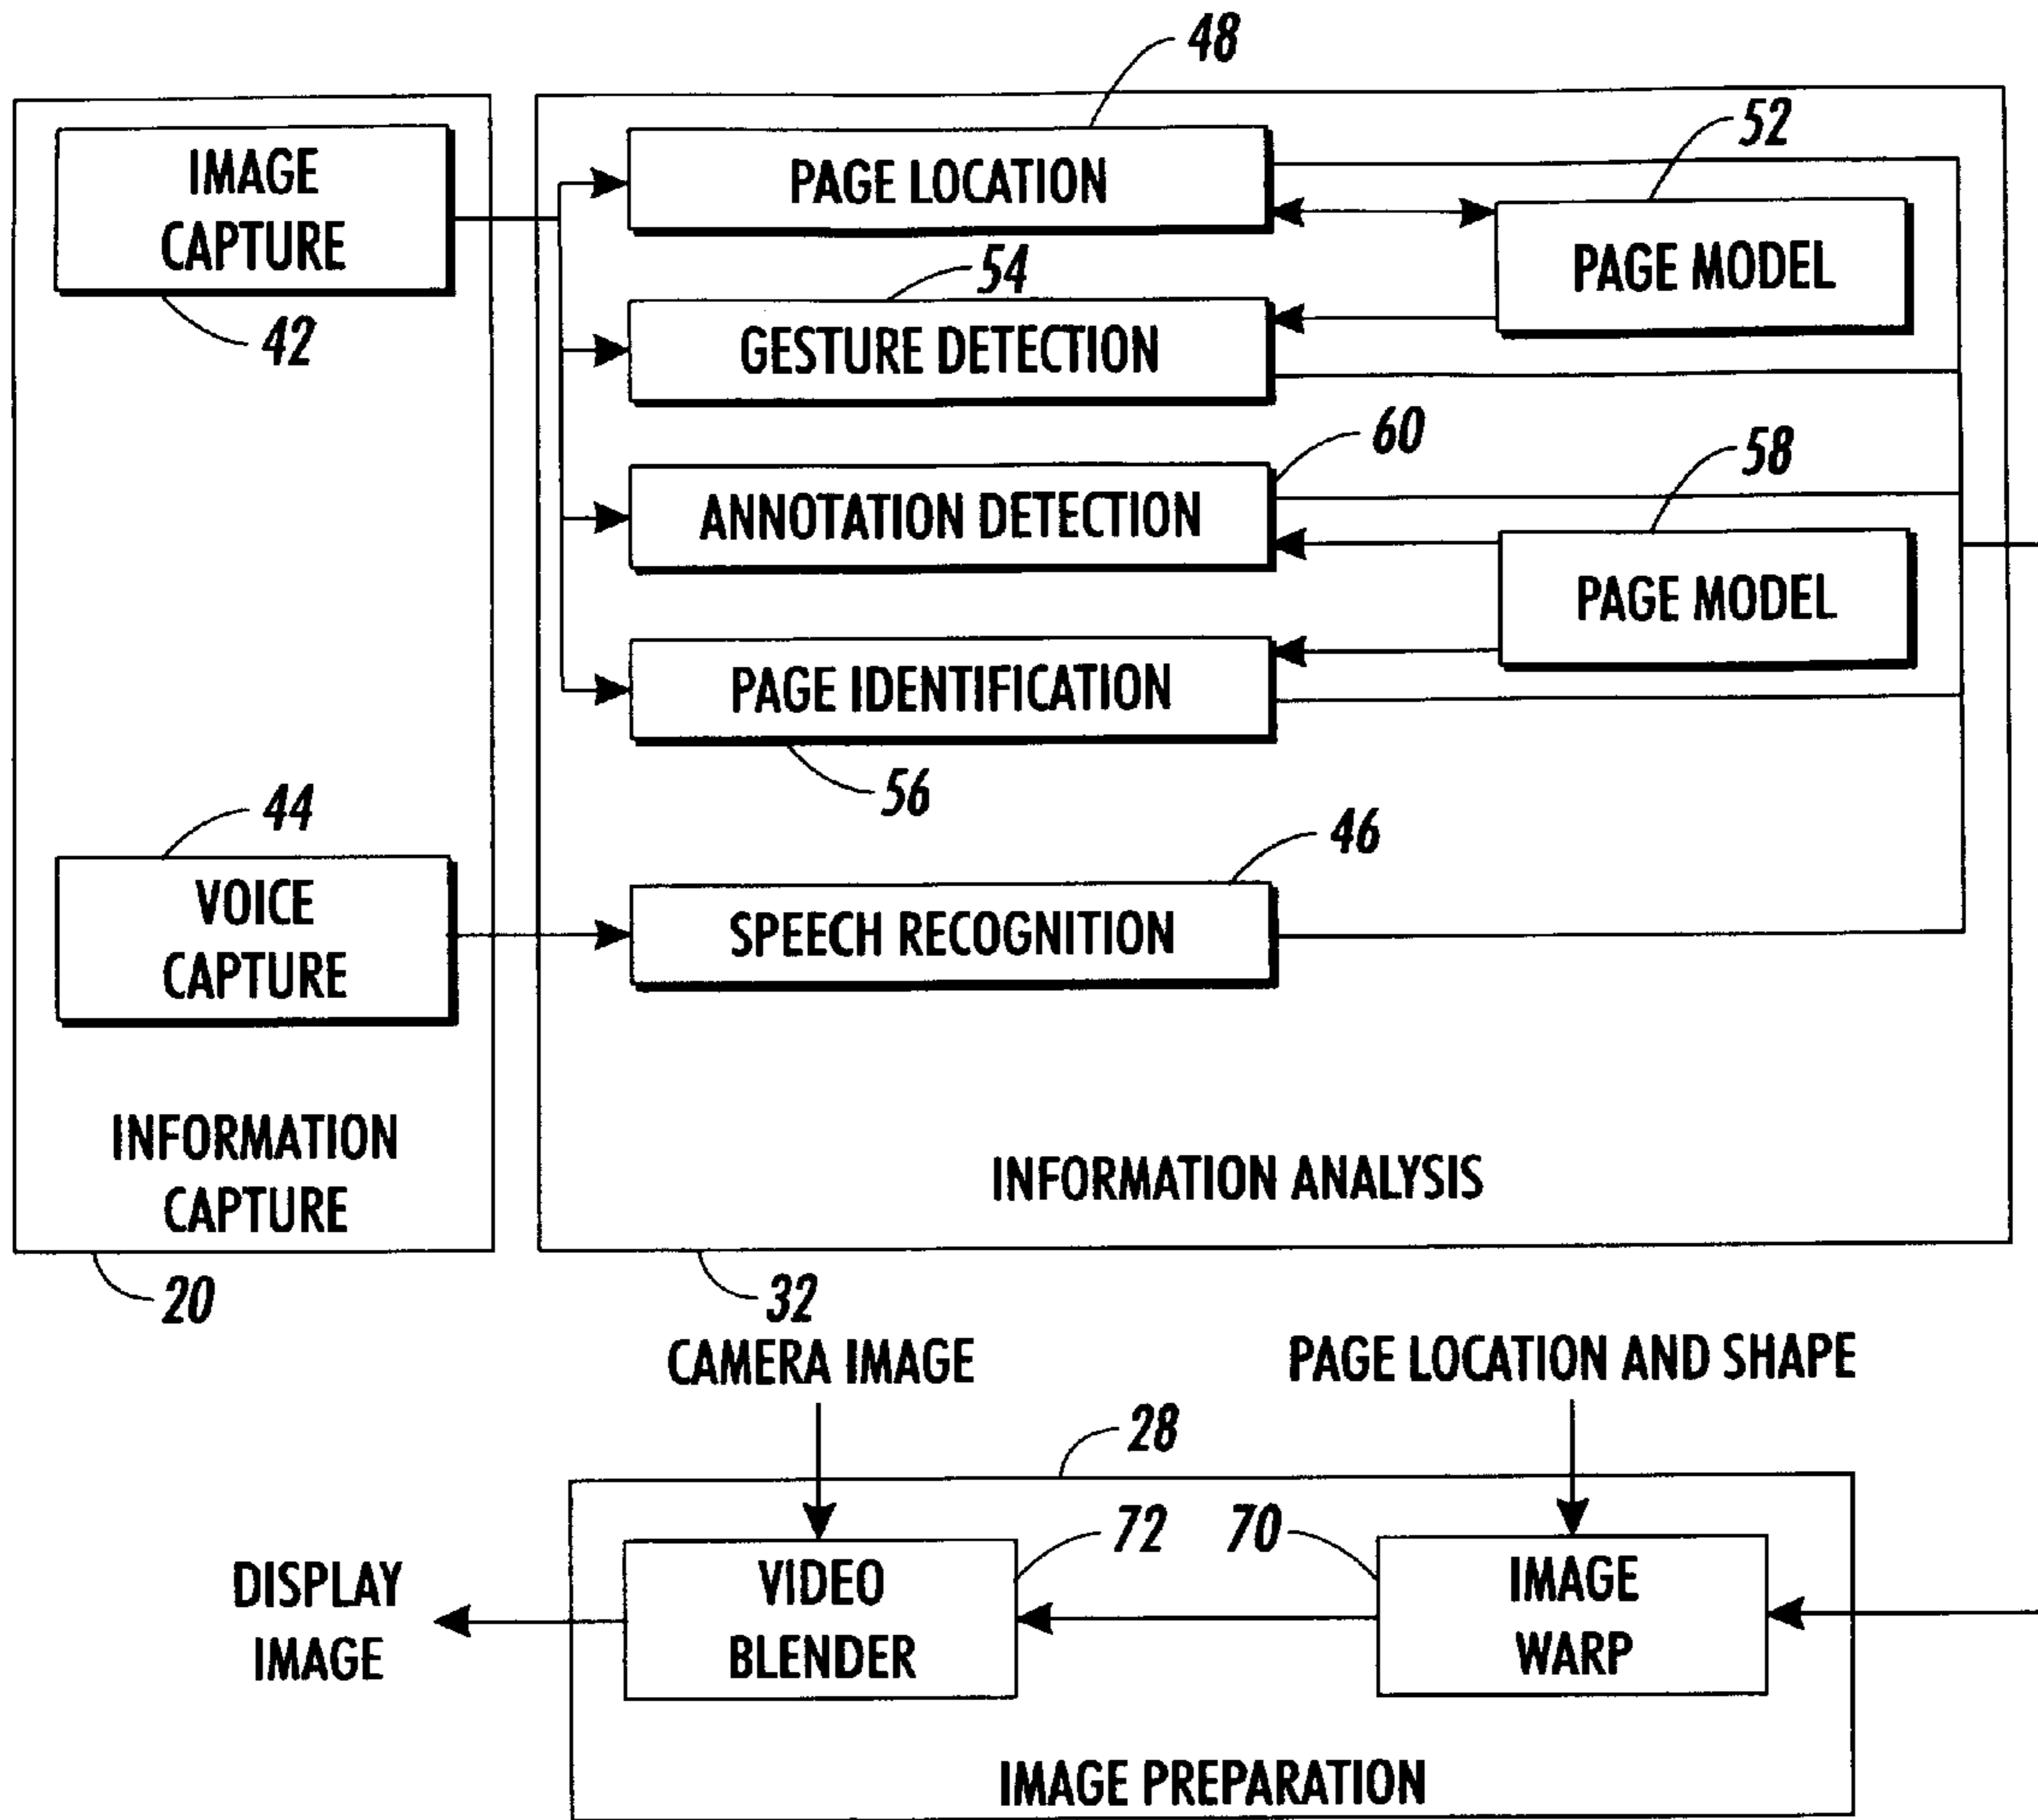 48
52
IMAGE
CAPTURE
PAGE LOCATION
PAGE MODEL
42
54
GESTURE DETECTION
60
58
ANNOTATION DETECTION
PAGE MODEL
PAGE IDENTIFICATION
56
44
46
VOICE
CAPTURE
SPEECH RECOGNITION
INFORMATION
CAPTURE
INFORMATION ANALYSIS
20
32
CAMERA IMAGE
PAGE LOCATION AND SHAPE
28
72
70
DISPLAY
IMAGE
VIDEO
BLENDER
IMAGE
WARP
IMAGE PREPARATION